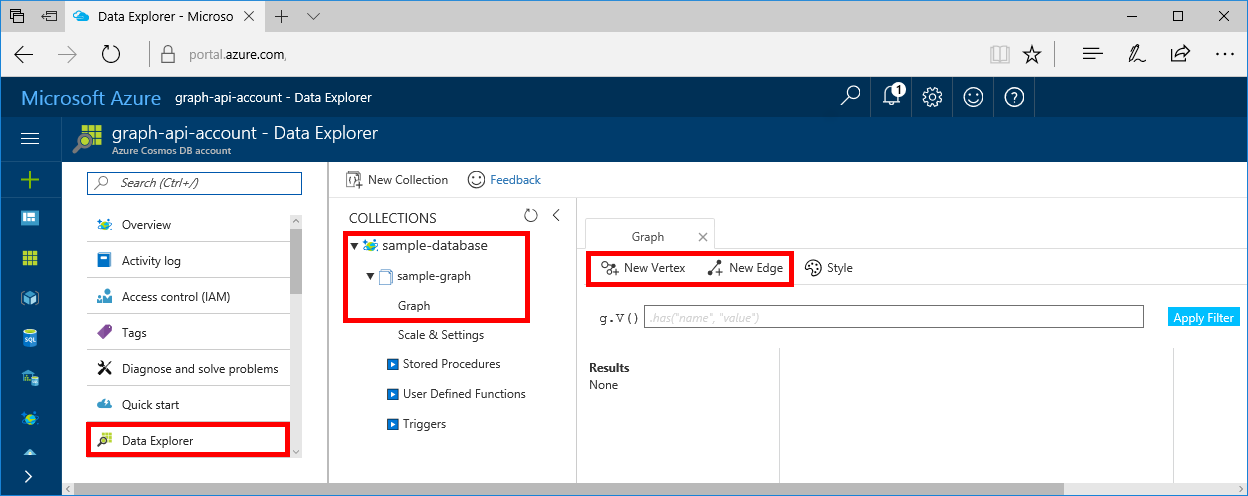 Data Explorer - Microso
portal.azure.com,
Microsoft Azure graph-api-account - Data Explorer
1
graph-api-account - Data Explorer
Azure Cosmos DB account
Search (Ctrl+/)
Overview
Activity log
Access control (IAM)
Tags
Diagnose and solve problems
Quick start
Data Explorer
SQL
New Collection Feedback
COLLECTIONS
sample-database
sample-graph
Graph
Scale & Settings
Stored Procedures
User Defined Functions
Triggers
Graph
New Vertex New Edge Style
g.V() .has("name", "value") Apply Filter
Results
None